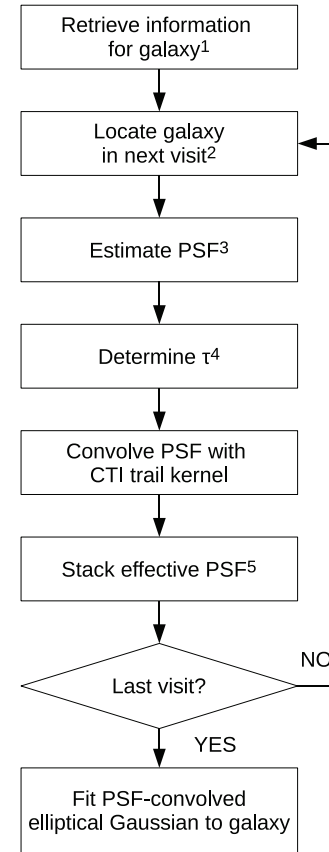 Retrieve information
for galaxy¹
Locate galaxy
in next visit²
Estimate PSF³
Determine τ⁴
Convolve PSF with
CTI trail kernel
Stack effective PSF⁵
Last visit?
NO
YES
Fit PSF-convolved
elliptical Gaussian to galaxy